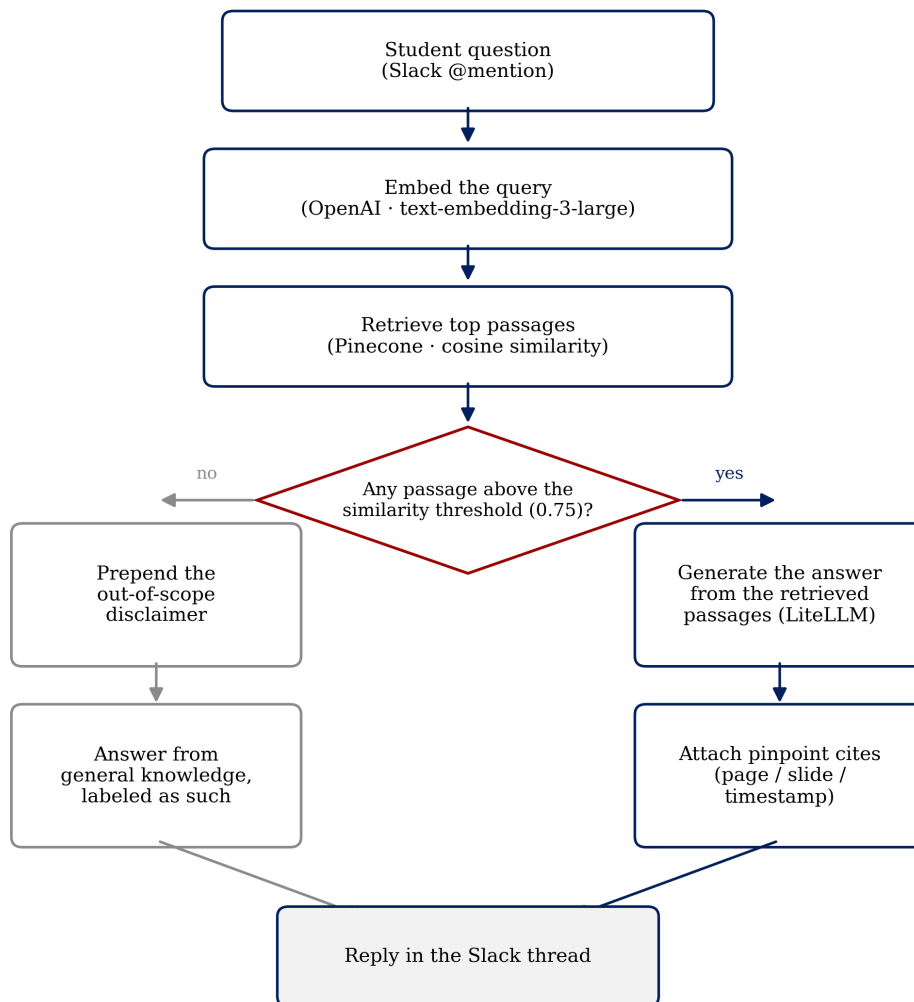 Student question
(Slack @mention)
Embed the query
(OpenAI · text-embedding-3-large)
Retrieve top passages
(Pinecone · cosine similarity)
Any passage above the
similarity threshold (0.75)?
no
yes
Prepend the
out-of-scope
disclaimer
Generate the answer
from the retrieved
passages (LiteLLM)
Answer from
general knowledge,
labeled as such
Attach pinpoint cites
(page / slide /
timestamp)
Reply in the Slack thread